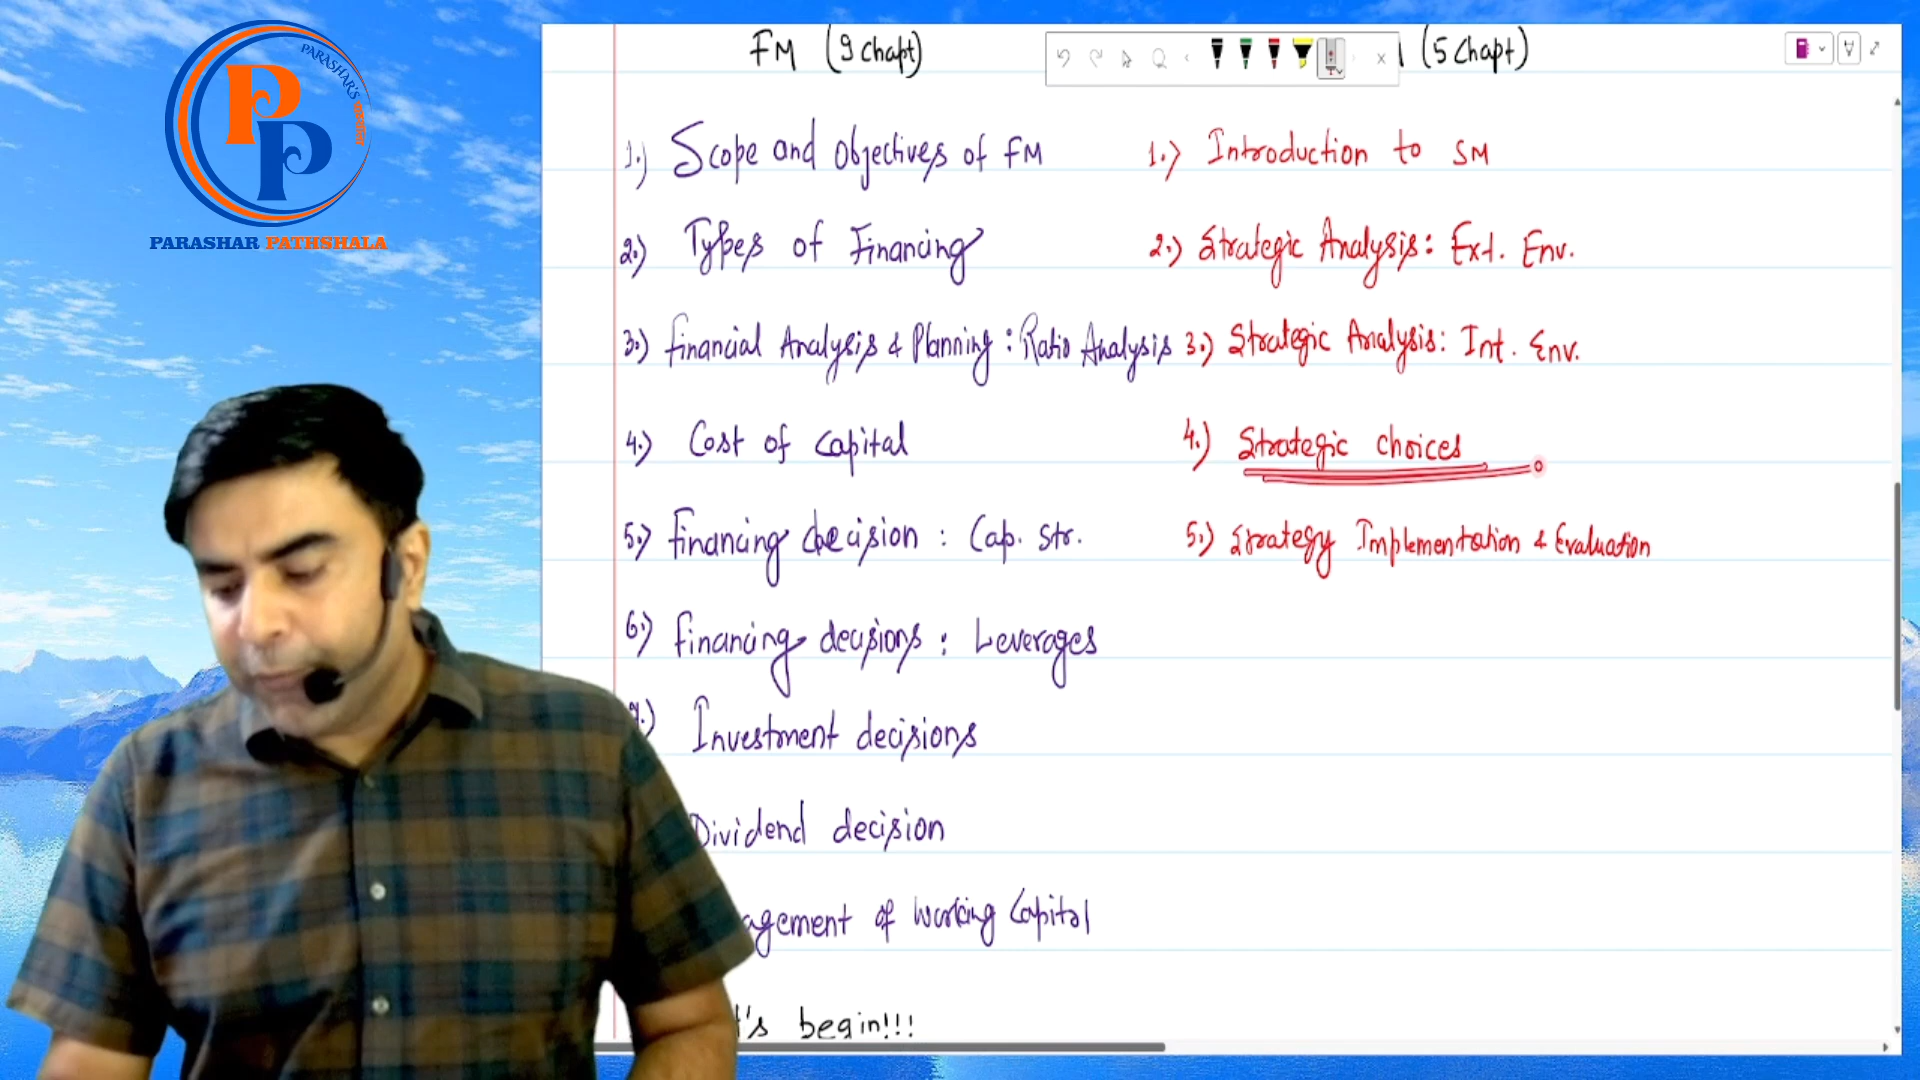 PARASHAR'S पाठशाला
PP
PARASHAR PATHSHALA
FM (9 Chapt)
(5 Chapt)
1.) Scope and Objectives of FM
2.) Types of Financing
3.) Financial Analysis & Planning : Ratio Analysis
4.) Cost of Capital
5.) Financing decision : Cap. Str.
6.) Financing decisions : Leverages
Investment decisions
Dividend decision
agement of Working Capital
t's begin!!!
1.) Introduction to SM
2.) Strategic Analysis : Ext. Env.
3.) Strategic Analysis : Int. Env.
4.) Strategic choices
5.) Strategy Implementation & Evaluation